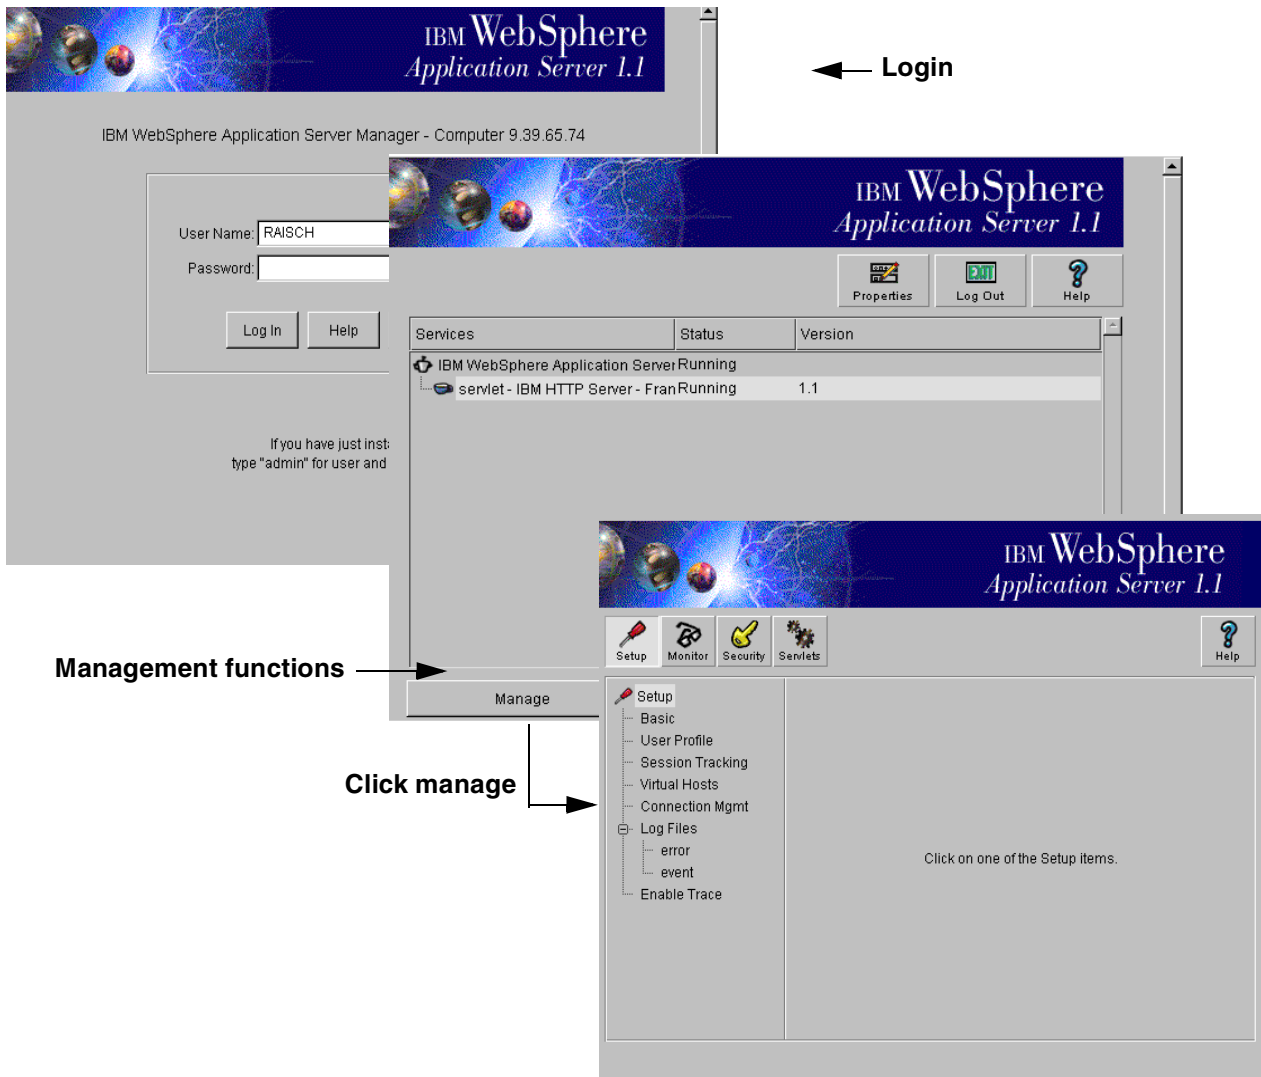 IBM WebSphere
Application Server 1.1
Login
IBM WebSphere Application Server Manager - Computer 9.39.65.74
User Name: RAISCH
Password:
Log In Help
If you have just inst
type "admin" for user and
IBM WebSphere
Application Server 1.1
Properties Log Out Help
Services Status Version
IBM WebSphere Application Server Running
servlet - IBM HTTP Server - Fran Running 1.1
Management functions
Manage
Click manage
IBM WebSphere
Application Server 1.1
Setup Monitor Security Servlets Help
Setup
Basic
User Profile
Session Tracking
Virtual Hosts
Connection Mgmt
Log Files
error
event
Enable Trace
Click on one of the Setup items.